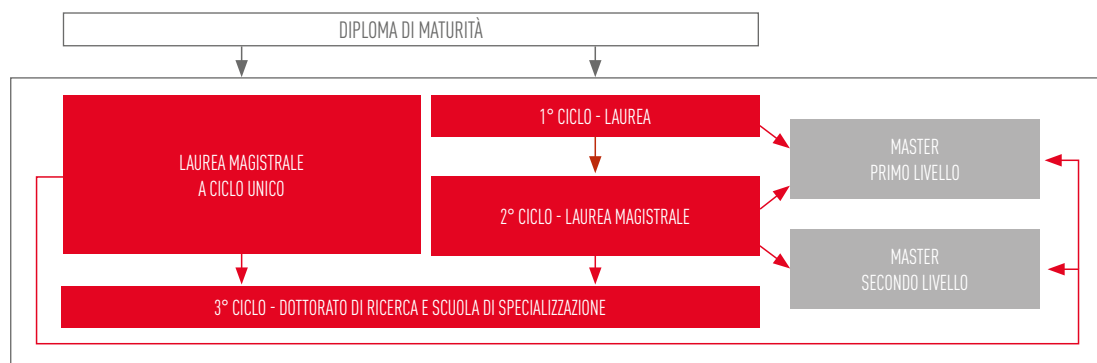 DIPLOMA DI MATURITÀ
LAUREA MAGISTRALE
A CICLO UNICO
1° CICLO - LAUREA
2° CICLO - LAUREA MAGISTRALE
MASTER
PRIMO LIVELLO
MASTER
SECONDO LIVELLO
3° CICLO - DOTTORATO DI RICERCA E SCUOLA DI SPECIALIZZAZIONE